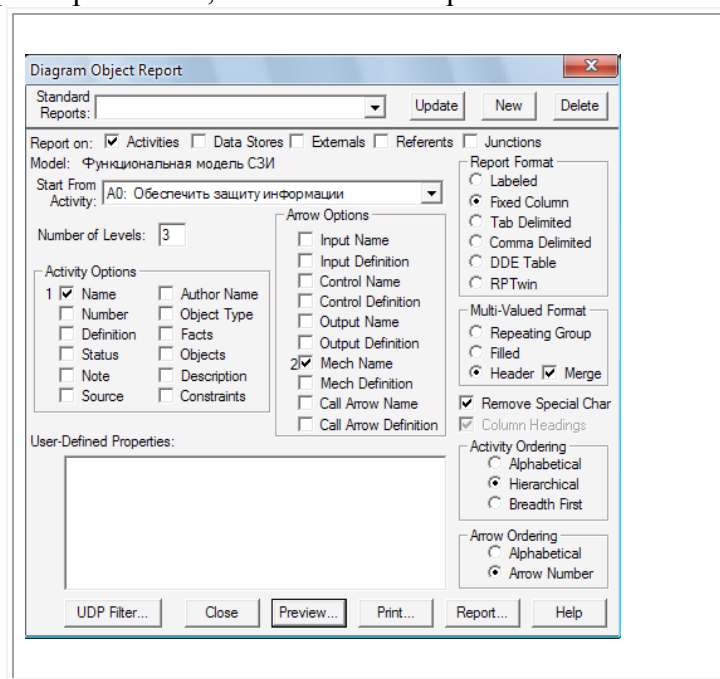 Diagram Object Report
Standard Reports:
Update New Delete
Report on: Activities Data Stores Externals Referents Junctions
Model: Функциональная модель СЗИ
Start From Activity: A0: Обеспечить защиту информации
Number of Levels: 3
Activity Options
1 Name Author Name
Number Object Type
Definition Facts
Status Objects
Note Description
Source Constraints
Arrow Options
Input Name
Input Definition
Control Name
Control Definition
Output Name
Output Definition
2 Mech Name
Mech Definition
Call Arrow Name
Call Arrow Definition
Report Format
Labeled
Fixed Column
Tab Delimited
Comma Delimited
DDE Table
RPTwin
Multi-Valued Format
Repeating Group
Filled
Header Merge
Remove Special Char
Column Headings
Activity Ordering
Alphabetical
Hierarchical
Breadth First
Arrow Ordering
Alphabetical
Arrow Number
User-Defined Properties:
UDP Filter... Close Preview... Print... Report... Help